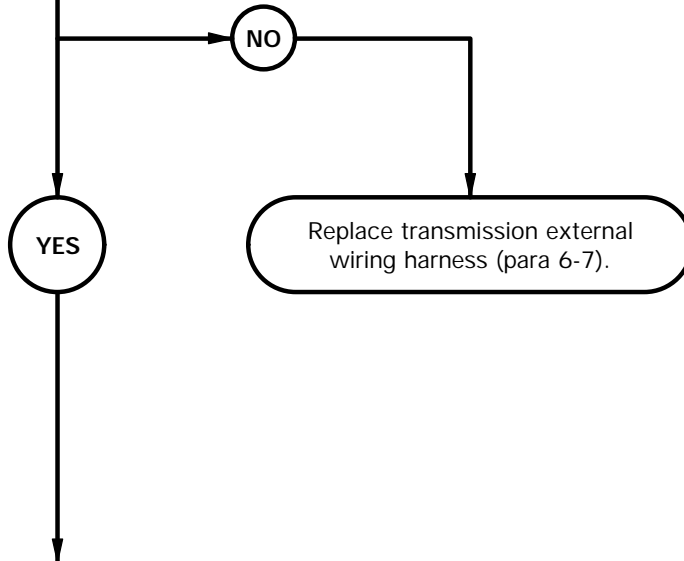 NO
YES
Replace transmission external
wiring harness (para 6-7).